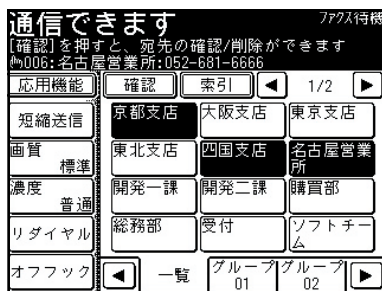 通信できます ファクス待機
[確認]を押すと、宛先の確認/削除ができます
006:名古屋営業所:052-681-6666
応用機能 確認 索引 ◀ 1/2 ▶
短縮送信 京都支店 大阪支店 東京支店
画質 標準 東北支店 四国支店 名古屋営業所
濃度 普通 開発一課 開発二課 購買部
リダイヤル 総務部 受付 ソフトチーム
オフフック ◀ 一覧 グループ01 グループ02 ▶